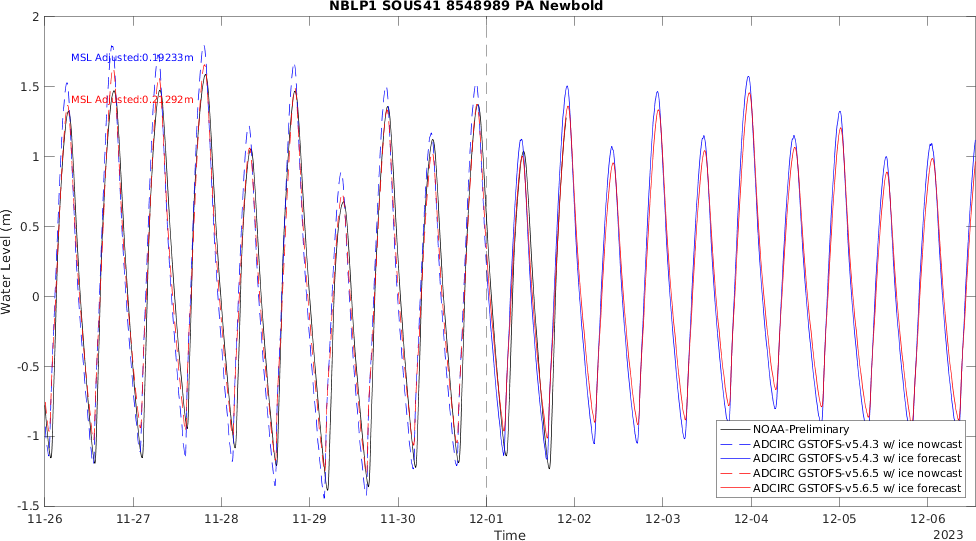 NBLP1 SOUS41 8548989 PA Newbold
2
1.5
1
0.5
0
-0.5
-1
-1.5
Water Level (m)
MSL Adjusted:0.19233m
MSL Adjusted:0.21292m
NOAA-Preliminary
ADCIRC GSTOFS-v5.4.3 w/ ice nowcast
ADCIRC GSTOFS-v5.4.3 w/ ice forecast
ADCIRC GSTOFS-v5.6.5 w/ ice nowcast
ADCIRC GSTOFS-v5.6.5 w/ ice forecast
11-26 11-27 11-28 11-29 11-30 12-01 12-02 12-03 12-04 12-05 12-06
Time
2023